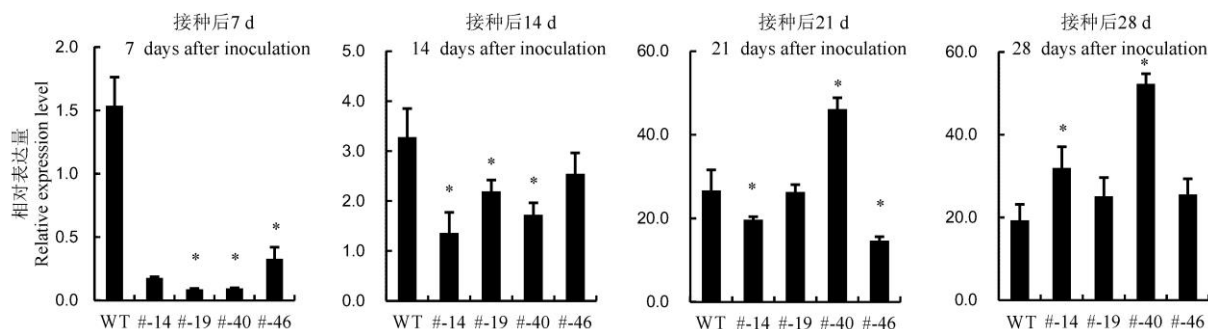 接种后7 d
7 days after inoculation
相对表达量
Relative expression level
2.0
1.5
1.0
0.5
0.0
*
*
*
WT #-14 #-19 #-40 #-46
接种后14 d
14 days after inoculation
5.0
4.0
3.0
2.0
1.0
0.0
*
*
*
WT #-14 #-19 #-40 #-46
接种后21 d
21 days after inoculation
60.0
40.0
20.0
0.0
*
*
*
WT #-14 #-19 #-40 #-46
接种后28 d
28 days after inoculation
60.0
40.0
20.0
0.0
*
*
WT #-14 #-19 #-40 #-46